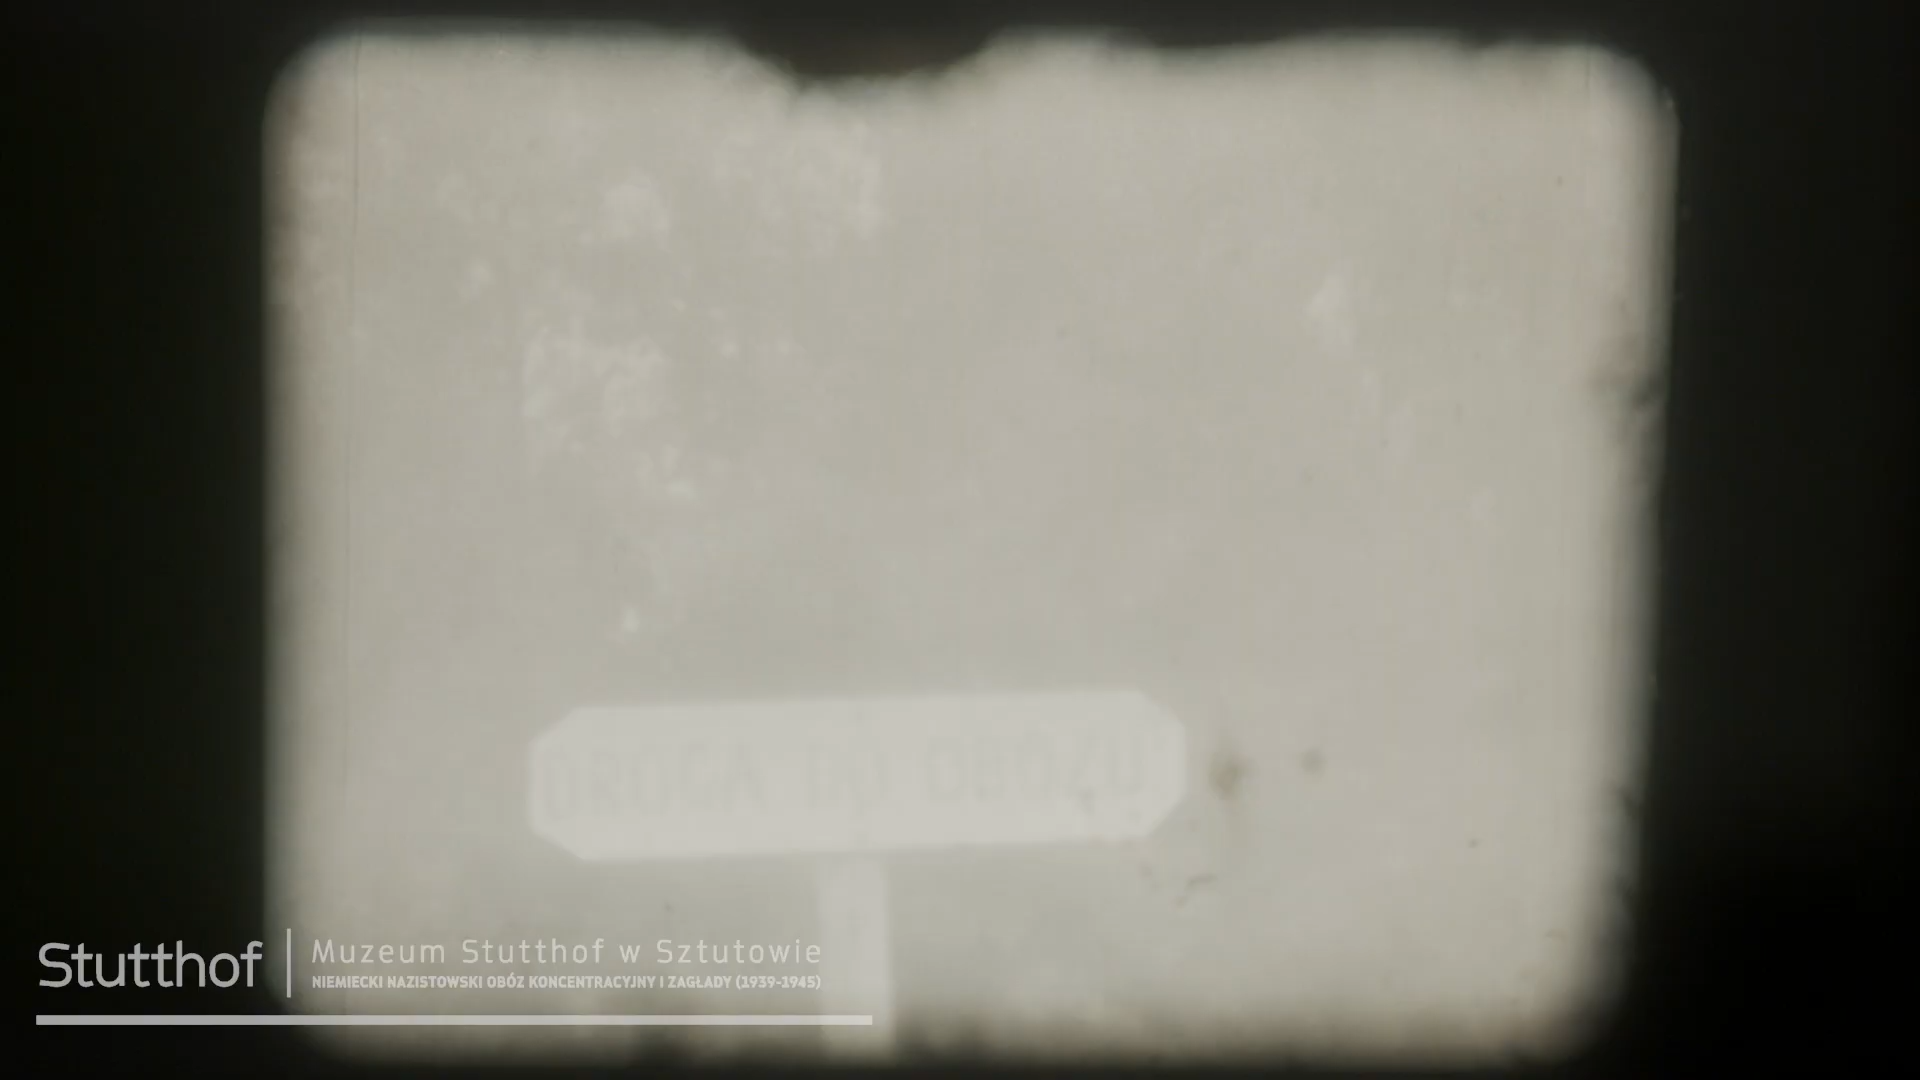 DROGA DO OBOZU
Stutthof
Muzeum Stutthof w Sztutowie
NIEMIECKI NAZISTOWSKI OBÓZ KONCENTRACYJNY I ZAGŁADY (1939-1945)